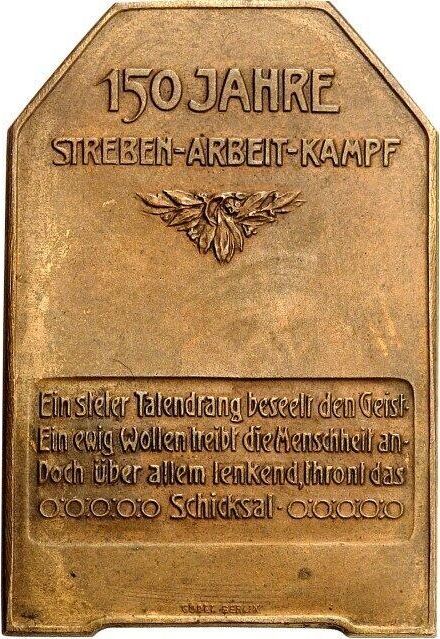 150 JAHRE
STREBEN-ARBEIT-KAMPF
Ein steter Tatendrang beseelt den Geist-
Ein ewig Wollen treibt die Menschheit an-
Doch über allem lenkend, thront das
Schicksal-
BERLIN